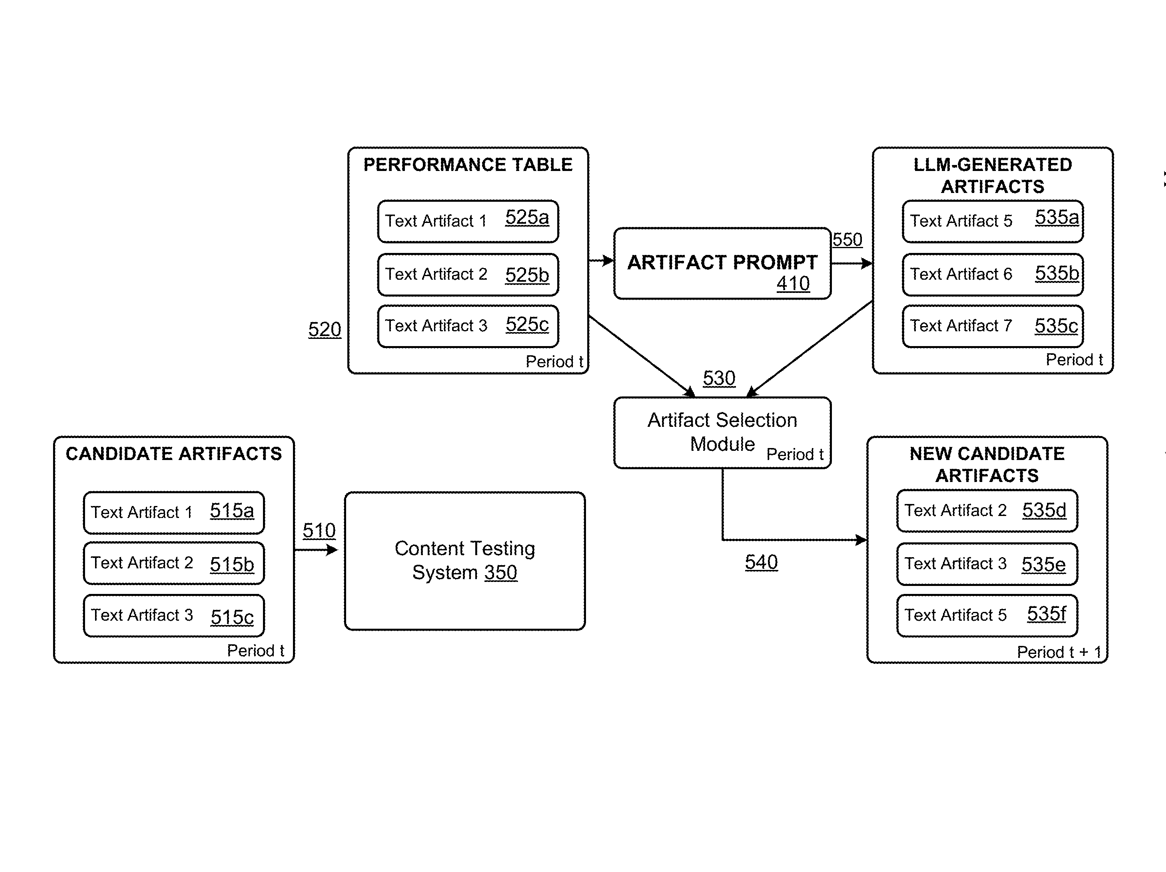 PERFORMANCE TABLE
Text Artifact 1 525a
Text Artifact 2 525b
Text Artifact 3 525c
Period t
520
ARTIFACT PROMPT
410
550
LLM-GENERATED
ARTIFACTS
Text Artifact 5 535a
Text Artifact 6 535b
Text Artifact 7 535c
Period t
530
Artifact Selection
Module
Period t
CANDIDATE ARTIFACTS
Text Artifact 1 515a
Text Artifact 2 515b
Text Artifact 3 515c
Period t
510
Content Testing
System 350
540
NEW CANDIDATE
ARTIFACTS
Text Artifact 2 535d
Text Artifact 3 535e
Text Artifact 5 535f
Period t + 1